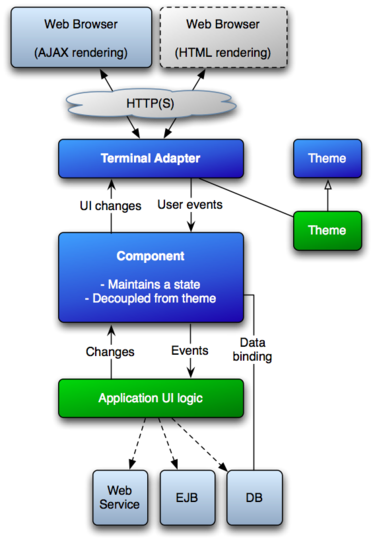 Web Browser
(AJAX rendering)
Web Browser
(HTML rendering)
HTTP(S)
Terminal Adapter
Theme
UI changes
User events
Theme
Component
- Maintains a state
- Decoupled from theme
Changes
Events
Data
binding
Application UI logic
Web
Service
EJB
DB